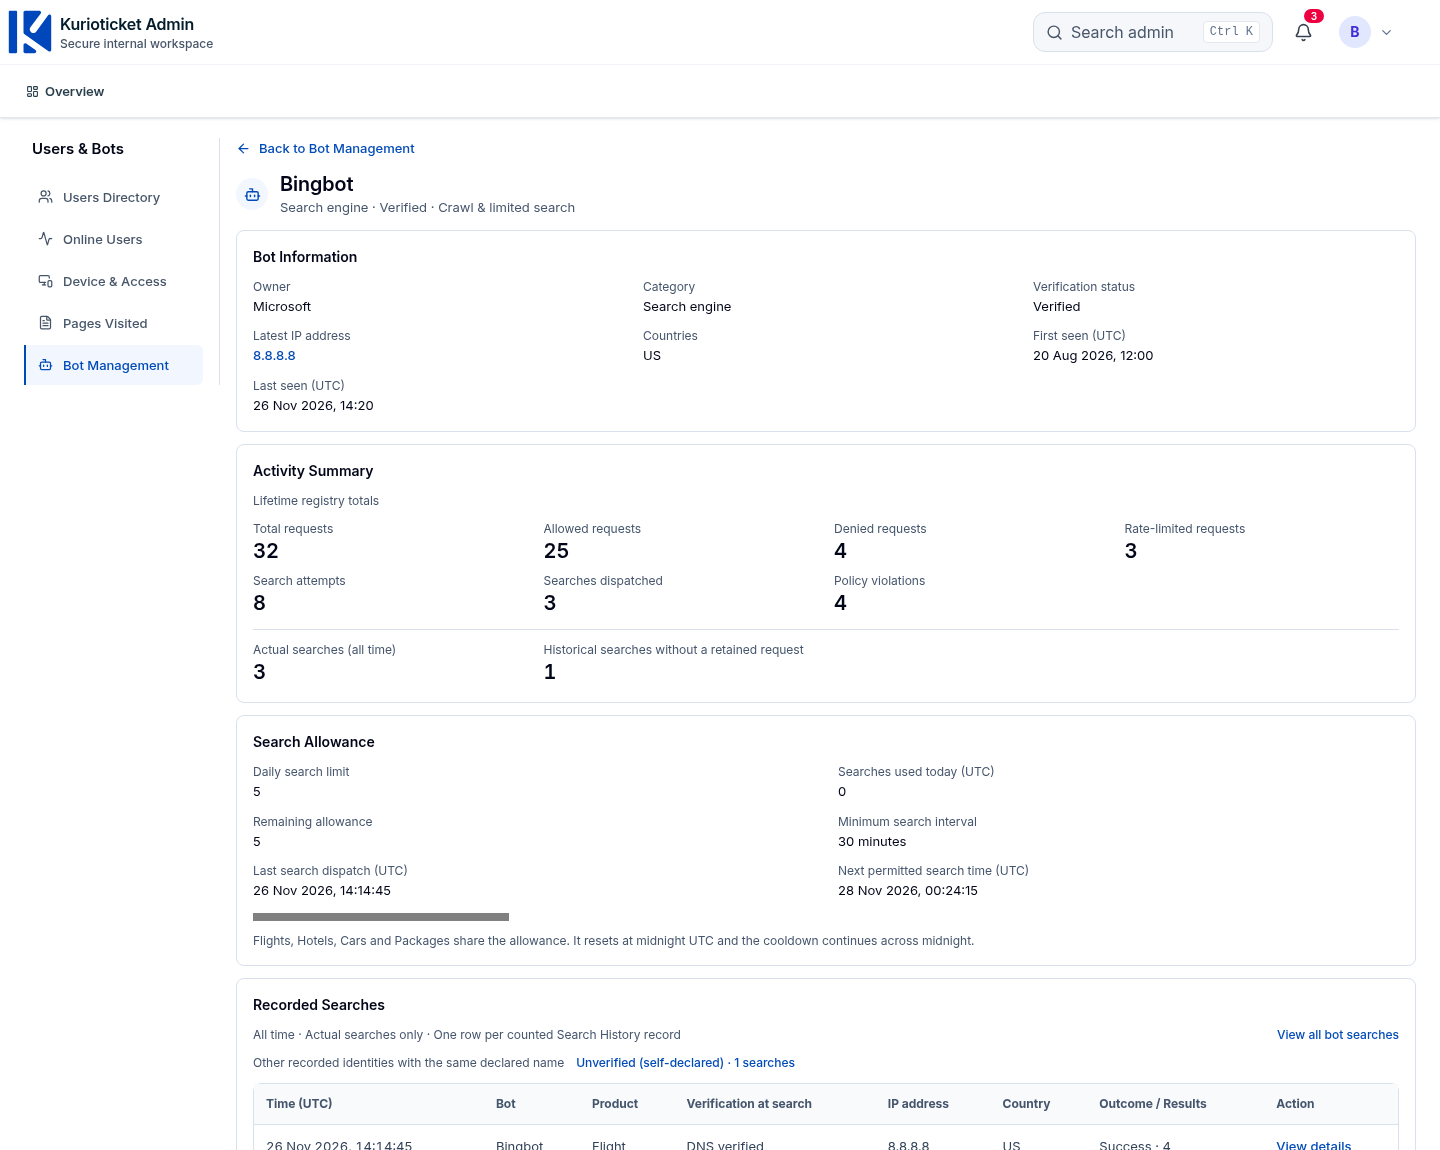 Kurioticket Admin
Secure internal workspace
Search admin
Ctrl K
3
B
Overview
Users & Bots
Users Directory
Online Users
Device & Access
Pages Visited
Bot Management
Back to Bot Management
Bingbot
Search engine · Verified · Crawl & limited search
Bot Information
Owner
Microsoft
Category
Search engine
Verification status
Verified
Latest IP address
8.8.8.8
Countries
US
First seen (UTC)
20 Aug 2026, 12:00
Last seen (UTC)
26 Nov 2026, 14:20
Activity Summary
Lifetime registry totals
Total requests
32
Allowed requests
25
Denied requests
4
Rate-limited requests
3
Search attempts
8
Searches dispatched
3
Policy violations
4
Actual searches (all time)
3
Historical searches without a retained request
1
Search Allowance
Daily search limit
5
Searches used today (UTC)
0
Remaining allowance
5
Minimum search interval
30 minutes
Last search dispatch (UTC)
26 Nov 2026, 14:14:45
Next permitted search time (UTC)
28 Nov 2026, 00:24:15
Flights, Hotels, Cars and Packages share the allowance. It resets at midnight UTC and the cooldown continues across midnight.
Recorded Searches
All time · Actual searches only · One row per counted Search History record
View all bot searches
Other recorded identities with the same declared name Unverified (self-declared) · 1 searches
Time (UTC) Bot Product Verification at search IP address Country Outcome / Results Action
26 Nov 2026, 14:14:45 Bingbot Flight DNS verified 8.8.8.8 US Success · 4 View details